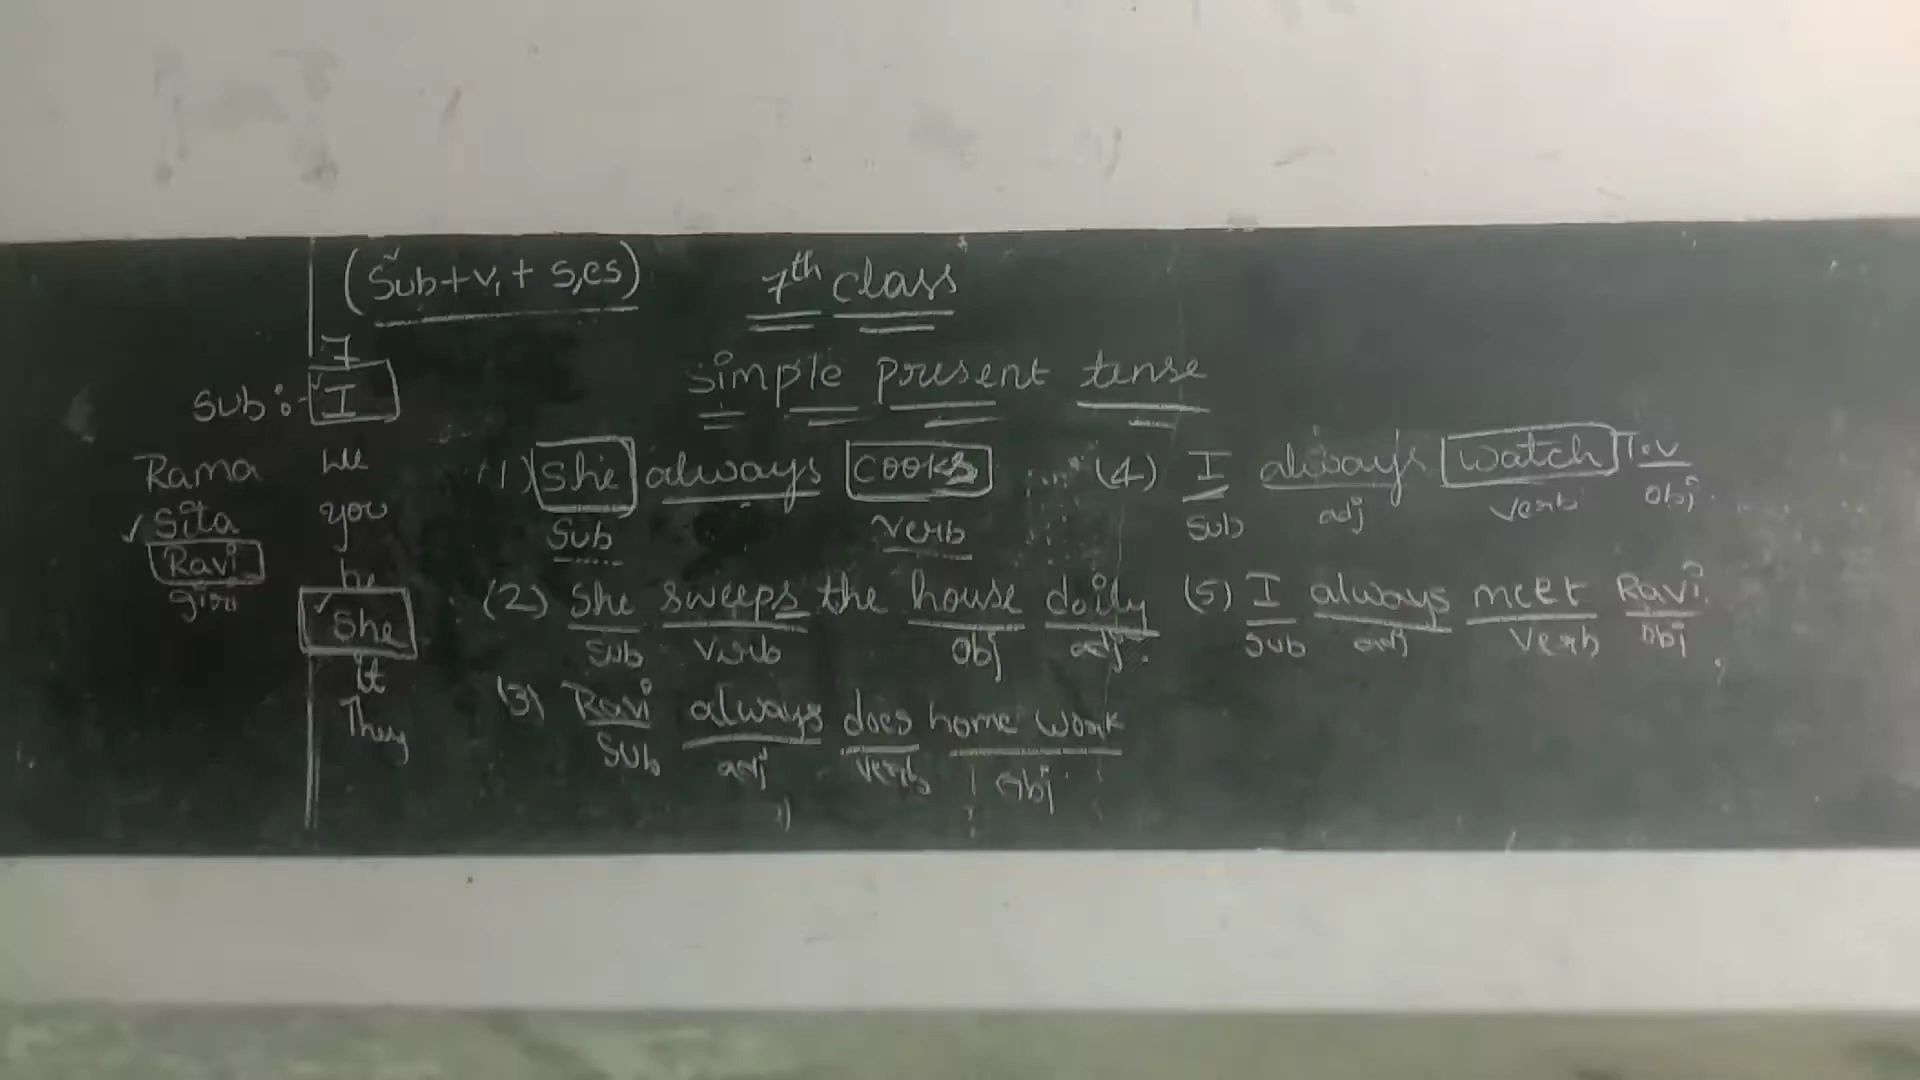 (Sub+v₁+ s,es)
7th class
simple present tense
Sub:- I
Rama
Sita
Ravi
giri
we
you
he
She
it
They
(1) She always cooks
Sub verb
(2) She sweeps the house daily
sub verb obj adj.
(3) Ravi always does home work
Sub adj verb obj
(4) I always watch T.V
Sub adj verb obj.
(5) I always meet Ravi.
Sub adj Verb obj